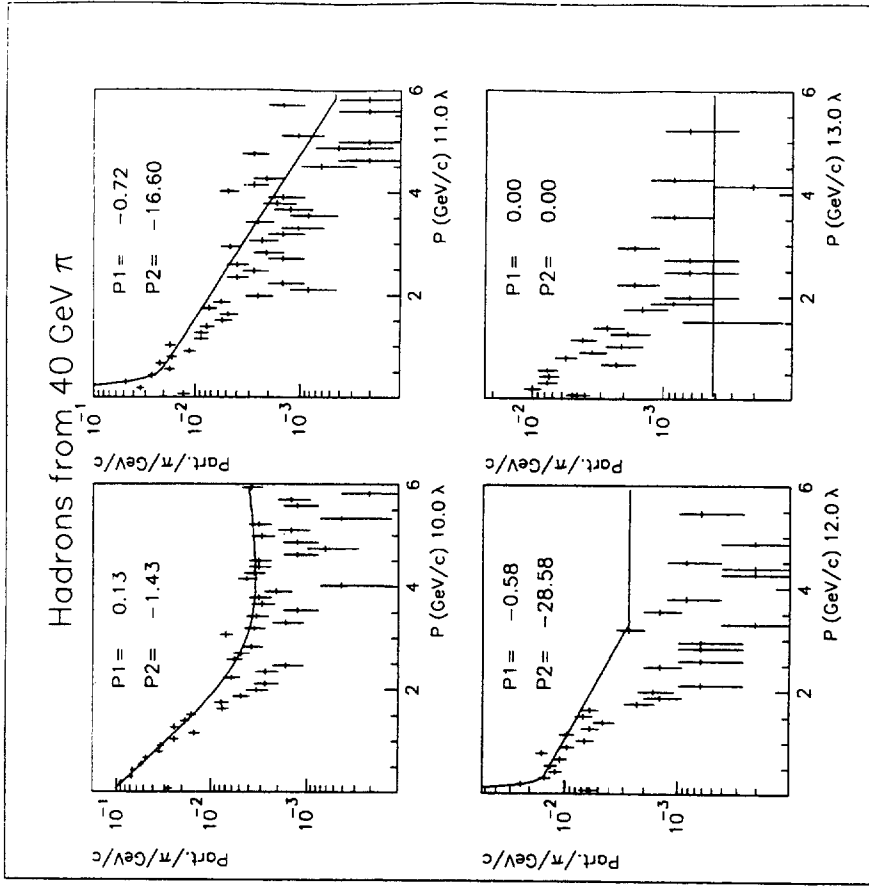 Hadrons from 40 GeV π
Part./π/GeV/c
10⁻¹
10⁻²
10⁻³
P1= 0.13
P2= −1.43
2
4
6
P (GeV/c) 10.0 λ
Part./π/GeV/c
10⁻¹
10⁻²
10⁻³
P1= −0.72
P2= −16.60
2
4
6
P (GeV/c) 11.0 λ
Part./π/GeV/c
10⁻²
10⁻³
P1= −0.58
P2= −28.58
2
4
6
P (GeV/c) 12.0 λ
Part./π/GeV/c
10⁻²
10⁻³
P1= 0.00
P2= 0.00
2
4
6
P (GeV/c) 13.0 λ